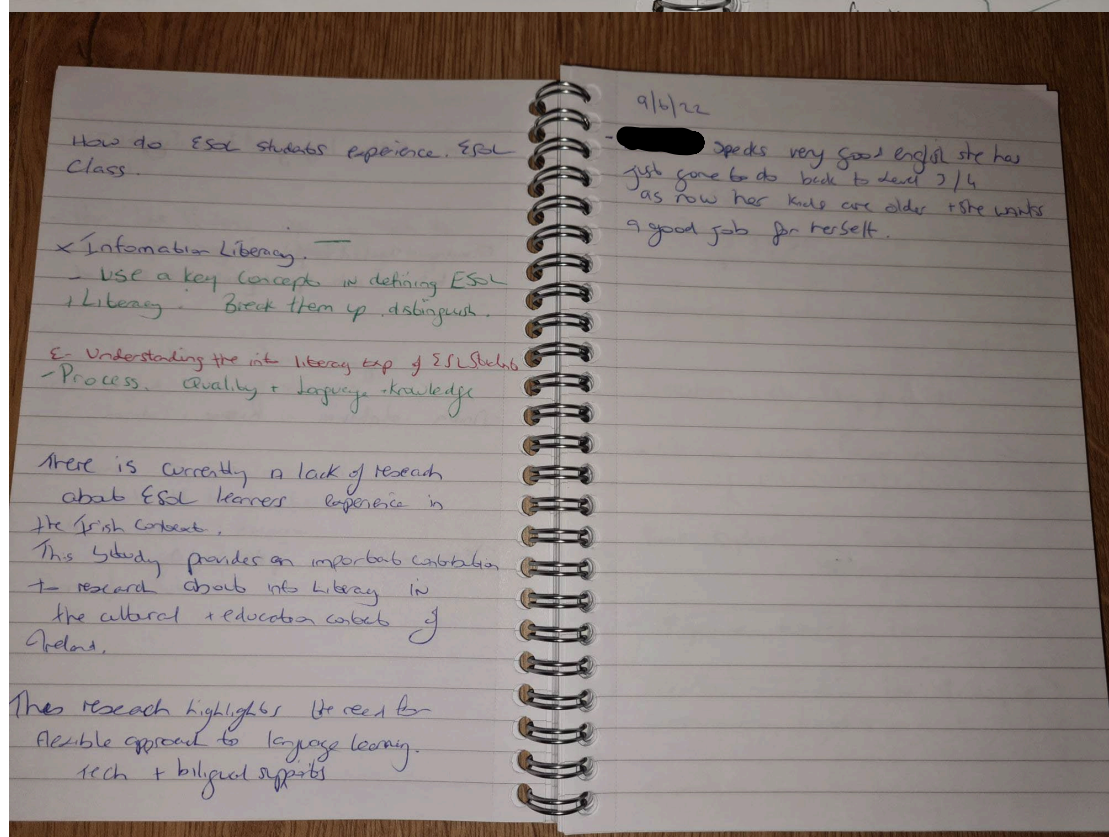 How do ESOL students experience. ESOL
Class.
x Infomation Literacy.
- Use a key concept in defining ESOL
+ Literacy. Break them up. distinguish.
E- Understanding the info literacy exp of ESL Students
- Process. Quality + Language + knowledge
There is currently a lack of reseach
about ESOL learners experience in
the Irish context.
This study provides an important contribution
to research about info Literacy in
the cultural + education context of
Ireland.
This reseach highlights the need for
flexible approach to language learning.
Tech + biligual supports
9/6/22
- speaks very good english she has
just gone to do back to Level 3/4
as now her kids are older + she wants
a good job for herself.